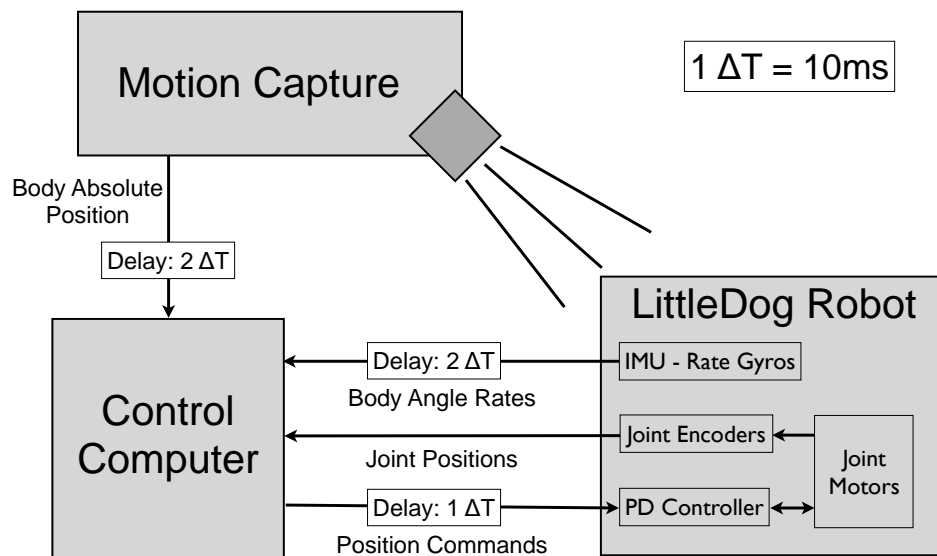 Motion Capture
1 ΔT = 10ms
Body Absolute
Position
Delay: 2 ΔT
LittleDog Robot
Delay: 2 ΔT
IMU - Rate Gyros
Body Angle Rates
Control
Computer
Joint Encoders
Joint Positions
Joint
Motors
Delay: 1 ΔT
PD Controller
Position Commands